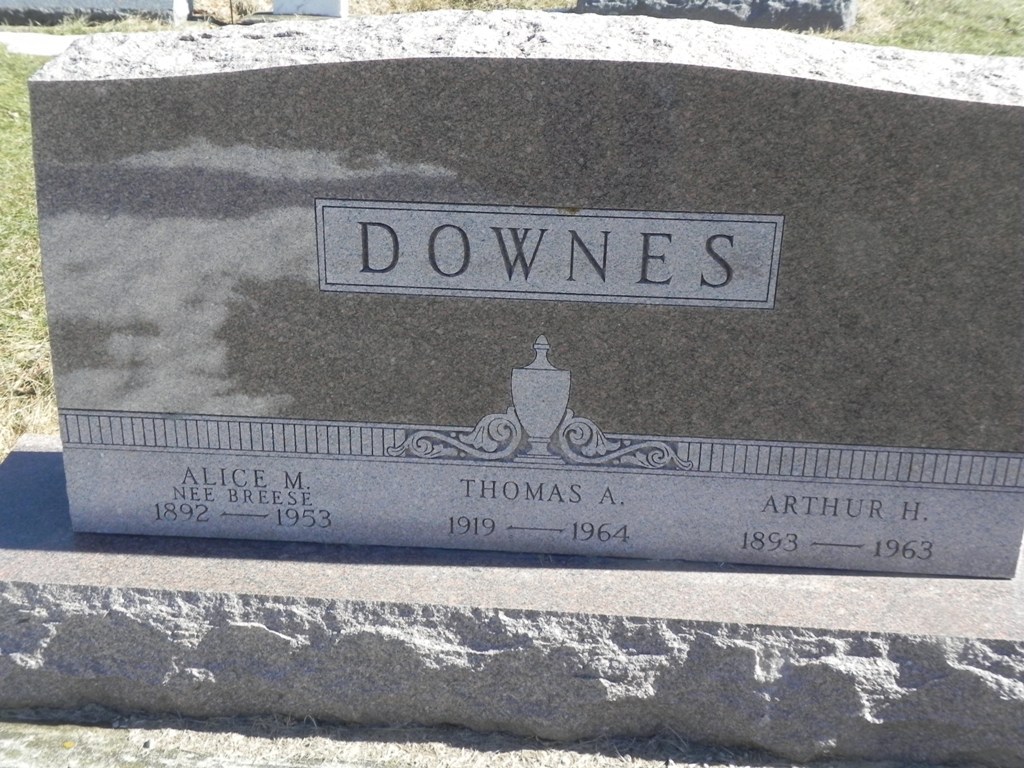 DOWNES
ALICE M.
NEE BREESE
1892 — 1953
THOMAS A.
1919 — 1964
ARTHUR H.
1893 — 1963